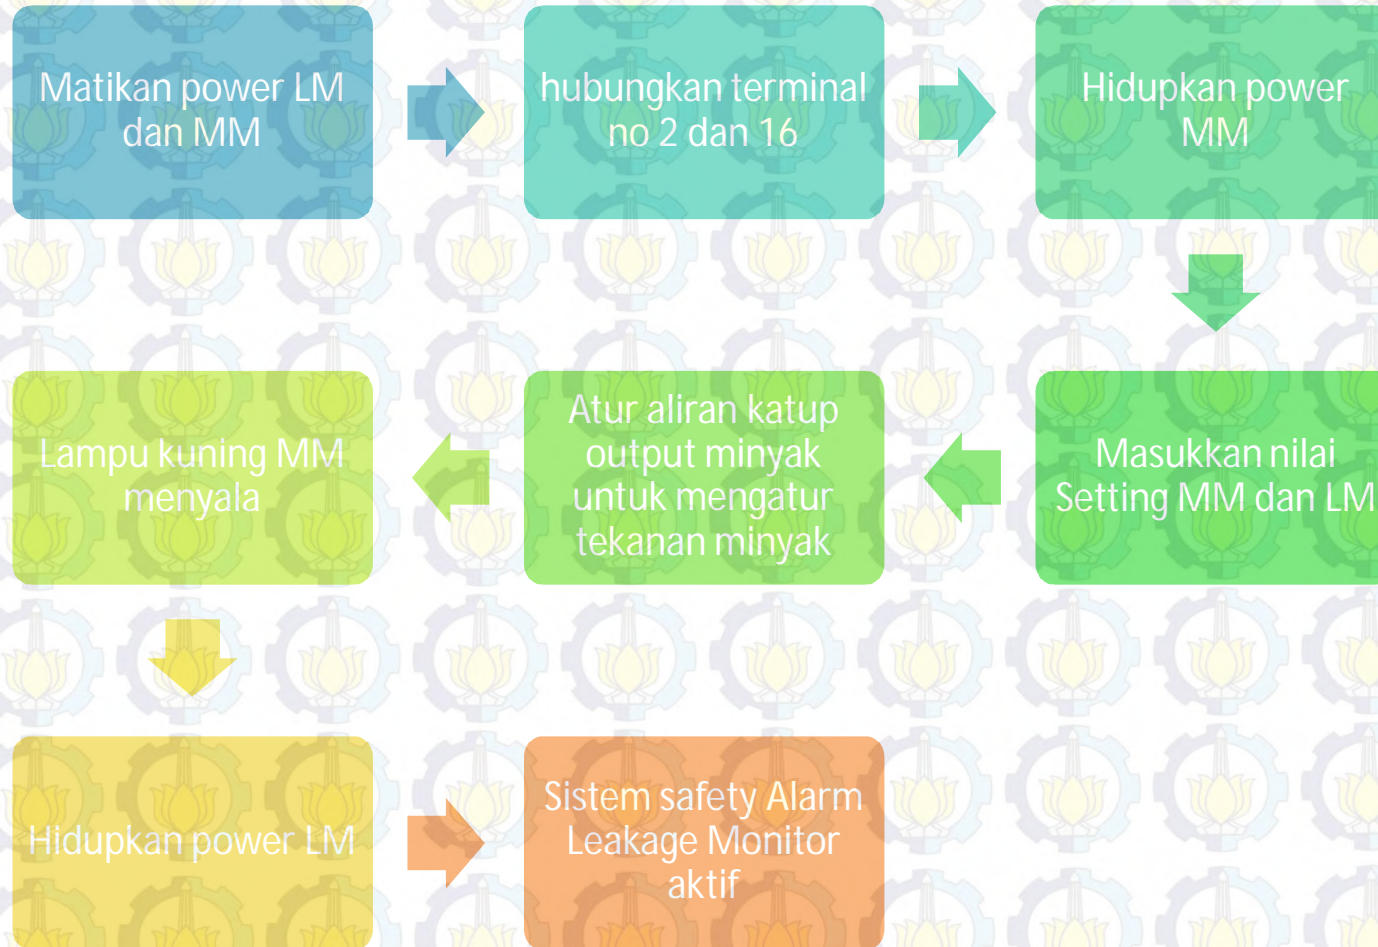 Matikan power LM
dan MM
hubungkan terminal
no 2 dan 16
Hidupkan power
MM
Masukkan nilai
Setting MM dan LM
Atur aliran katup
output minyak
untuk mengatur
tekanan minyak
Lampu kuning MM
menyala
Hidupkan power LM
Sistem safety Alarm
Leakage Monitor
aktif